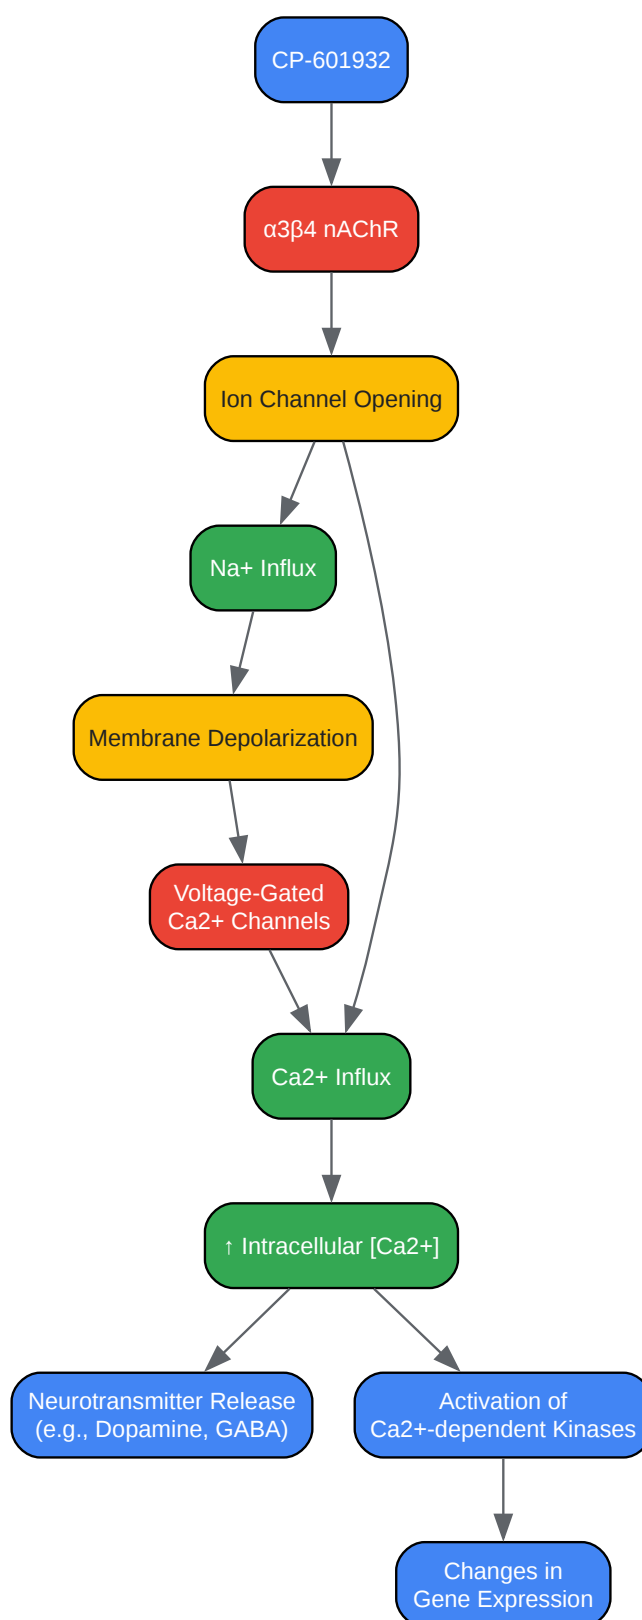 CP-601932
α3β4 nAChR
Ion Channel Opening
Na+ Influx
Membrane Depolarization
Voltage-Gated
Ca2+ Channels
Ca2+ Influx
↑ Intracellular [Ca2+]
Neurotransmitter Release
(e.g., Dopamine, GABA)
Activation of
Ca2+-dependent Kinases
Changes in
Gene Expression